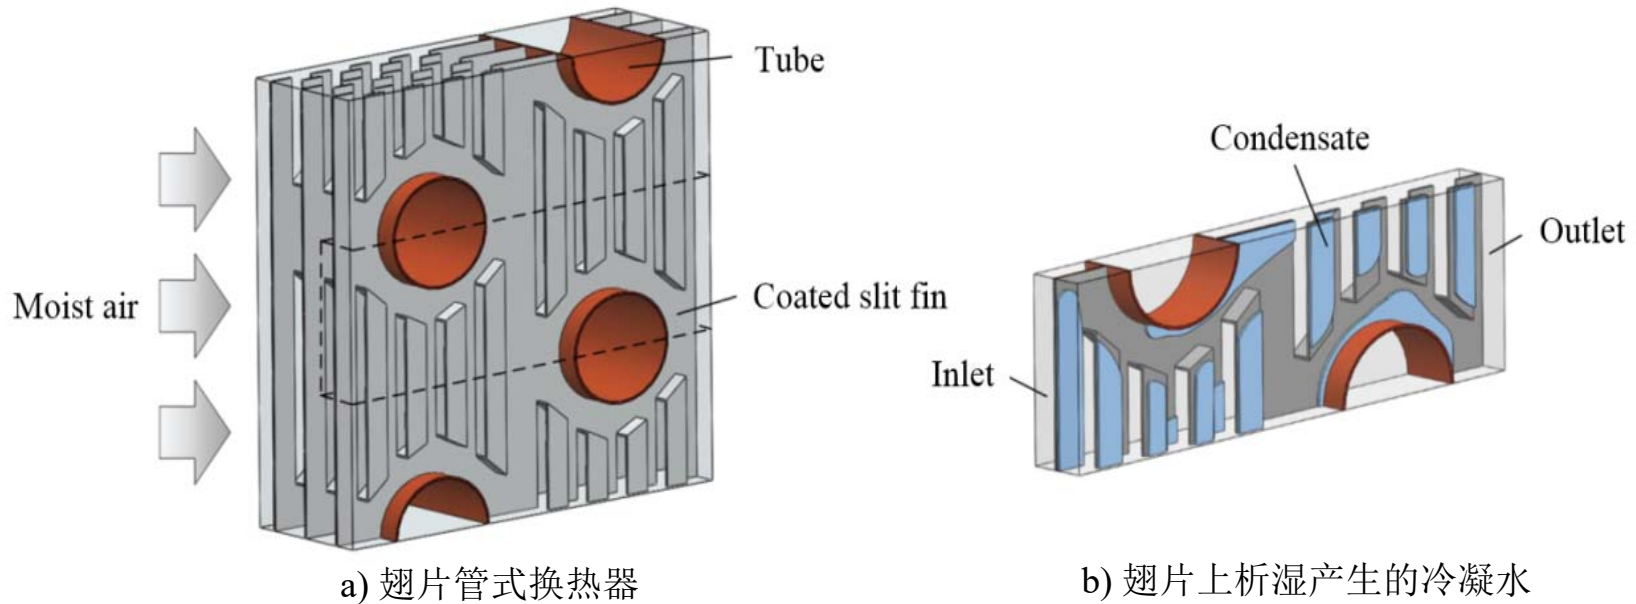 Tube
Moist air
Coated slit fin
a) 翅片管式换热器
Condensate
Outlet
Inlet
b) 翅片上析湿产生的冷凝水